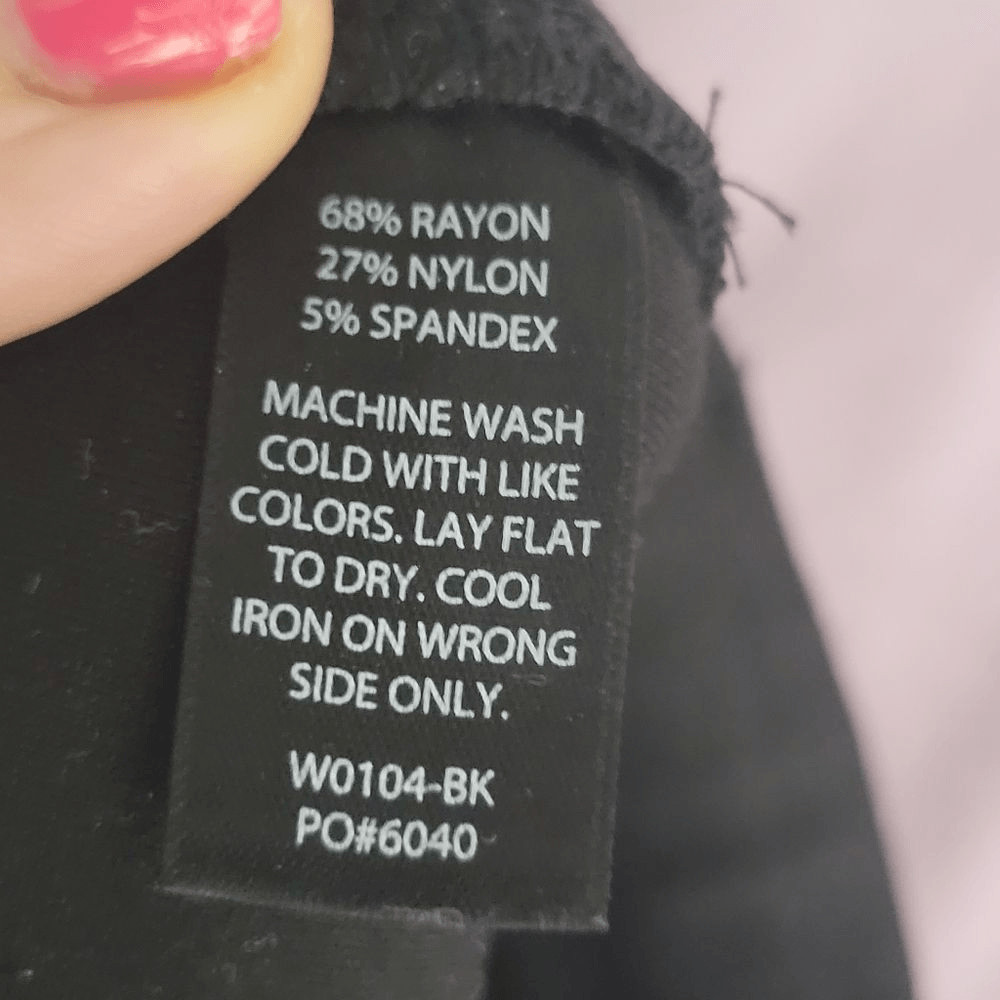 68% RAYON
27% NYLON
5% SPANDEX
MACHINE WASH
COLD WITH LIKE
COLORS. LAY FLAT
TO DRY. COOL
IRON ON WRONG
SIDE ONLY.
W0104-BK
PO#6040